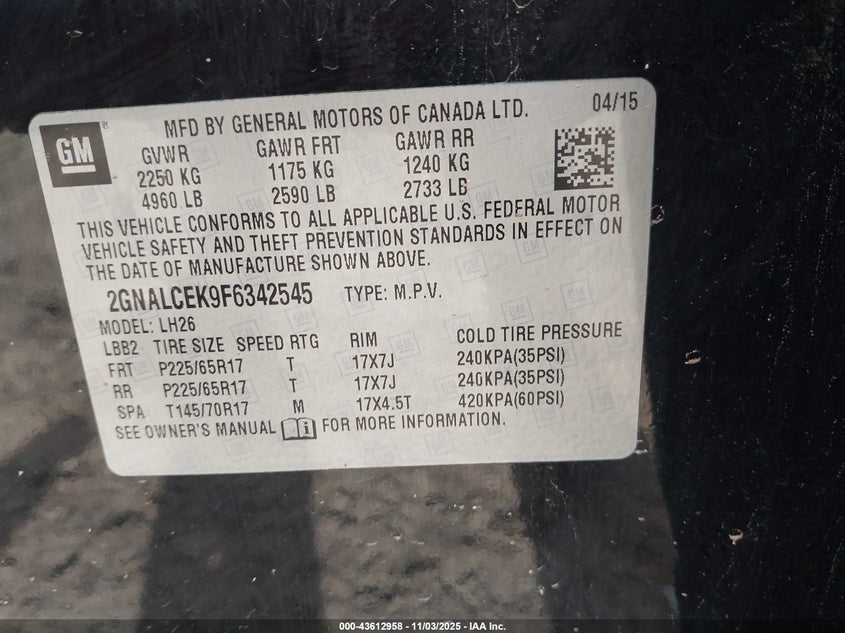 GM
MFD BY GENERAL MOTORS OF CANADA LTD. 04/15
GVWR GAWR FRT GAWR RR
2250 KG 1175 KG 1240 KG
4960 LB 2590 LB 2733 LB
THIS VEHICLE CONFORMS TO ALL APPLICABLE U.S. FEDERAL MOTOR
VEHICLE SAFETY AND THEFT PREVENTION STANDARDS IN EFFECT ON
THE DATE OF MANUFACTURE SHOWN ABOVE.
2GNALCEK9F6342545 TYPE: M.P.V.
MODEL: LH26
LBB2 TIRE SIZE SPEED RTG RIM COLD TIRE PRESSURE
FRT P225/65R17 T 17X7J 240KPA(35PSI)
RR P225/65R17 T 17X7J 240KPA(35PSI)
SPA T145/70R17 M 17X4.5T 420KPA(60PSI)
SEE OWNER'S MANUAL FOR MORE INFORMATION.
000-43612958 - 11/03/2025 - IAA Inc.